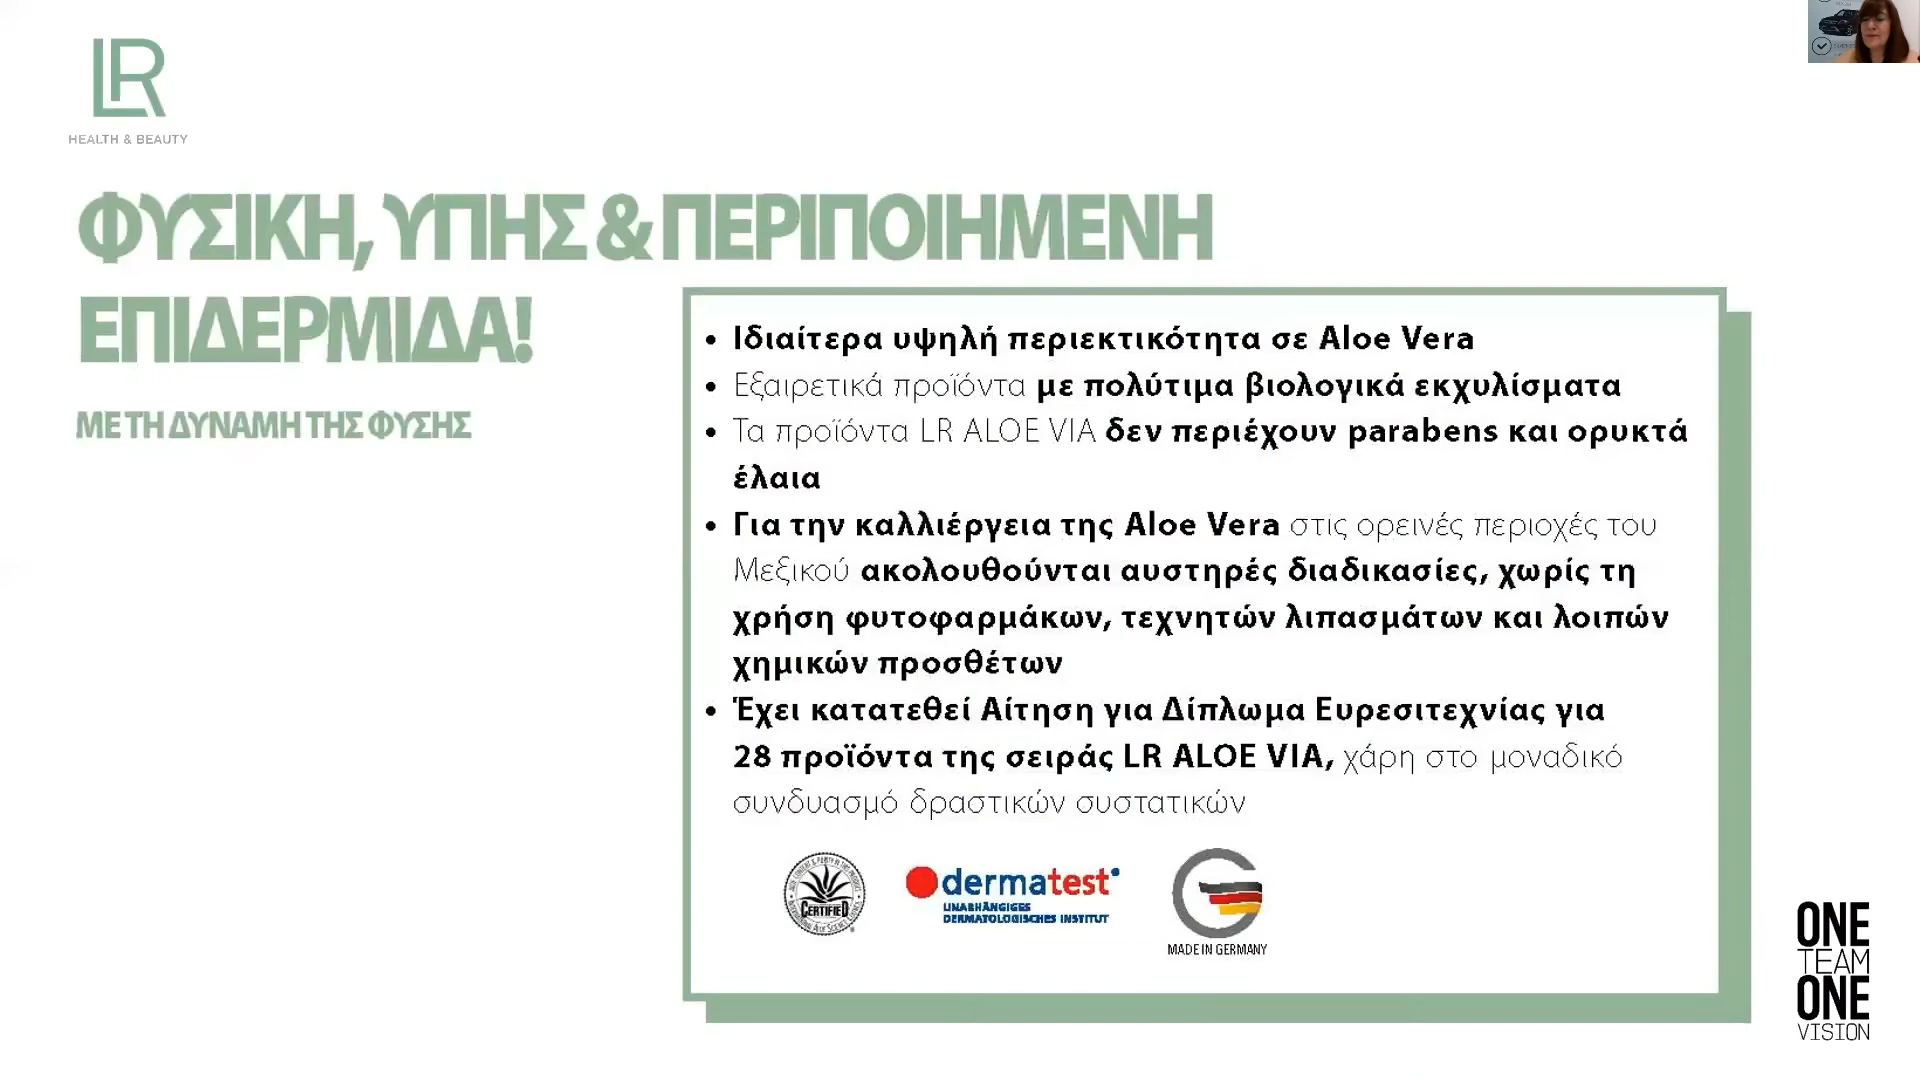 LR
HEALTH & BEAUTY
ΦΥΣΙΚΗ, ΥΠΗΣ & ΠΕΡΙΠΟΙΗΜΕΝΗ
ΕΠΙΔΕΡΜΙΔΑ!
ΜΕ ΤΗ ΔΥΝΑΜΗ ΤΗΣ ΦΥΣΗΣ
• Ιδιαίτερα υψηλή περιεκτικότητα σε Aloe Vera
• Εξαιρετικά προϊόντα με πολύτιμα βιολογικά εκχυλίσματα
• Τα προϊόντα LR ALOE VIA δεν περιέχουν parabens και ορυκτά
έλαια
• Για την καλλιέργεια της Aloe Vera στις ορεινές περιοχές του
Μεξικού ακολουθούνται αυστηρές διαδικασίες, χωρίς τη
χρήση φυτοφαρμάκων, τεχνητών λιπασμάτων και λοιπών
χημικών προσθέτων
• Έχει κατατεθεί Αίτηση για Δίπλωμα Ευρεσιτεχνίας για
28 προϊόντα της σειράς LR ALOE VIA, χάρη στο μοναδικό
συνδυασμό δραστικών συστατικών
CERTIFIED
dermatest
UNABHÄNGIGES
DERMATOLOGISCHES INSTITUT
MADE IN GERMANY
ONE
TEAM
ONE
VISION